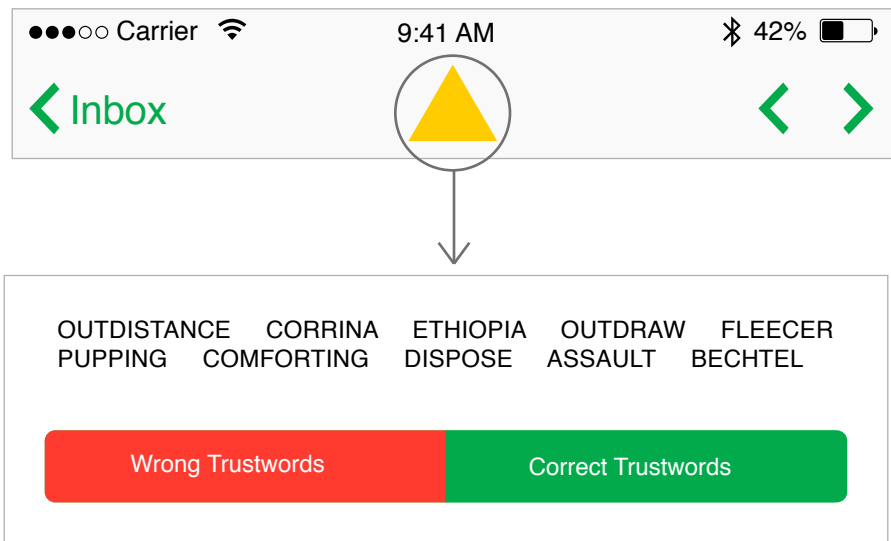 Carrier 9:41 AM 42%
Inbox
OUTDISTANCE CORRINA ETHIOPIA OUTDRAW FLEECER
PUPPING COMFORTING DISPOSE ASSAULT BECHTEL
Wrong Trustwords Correct Trustwords